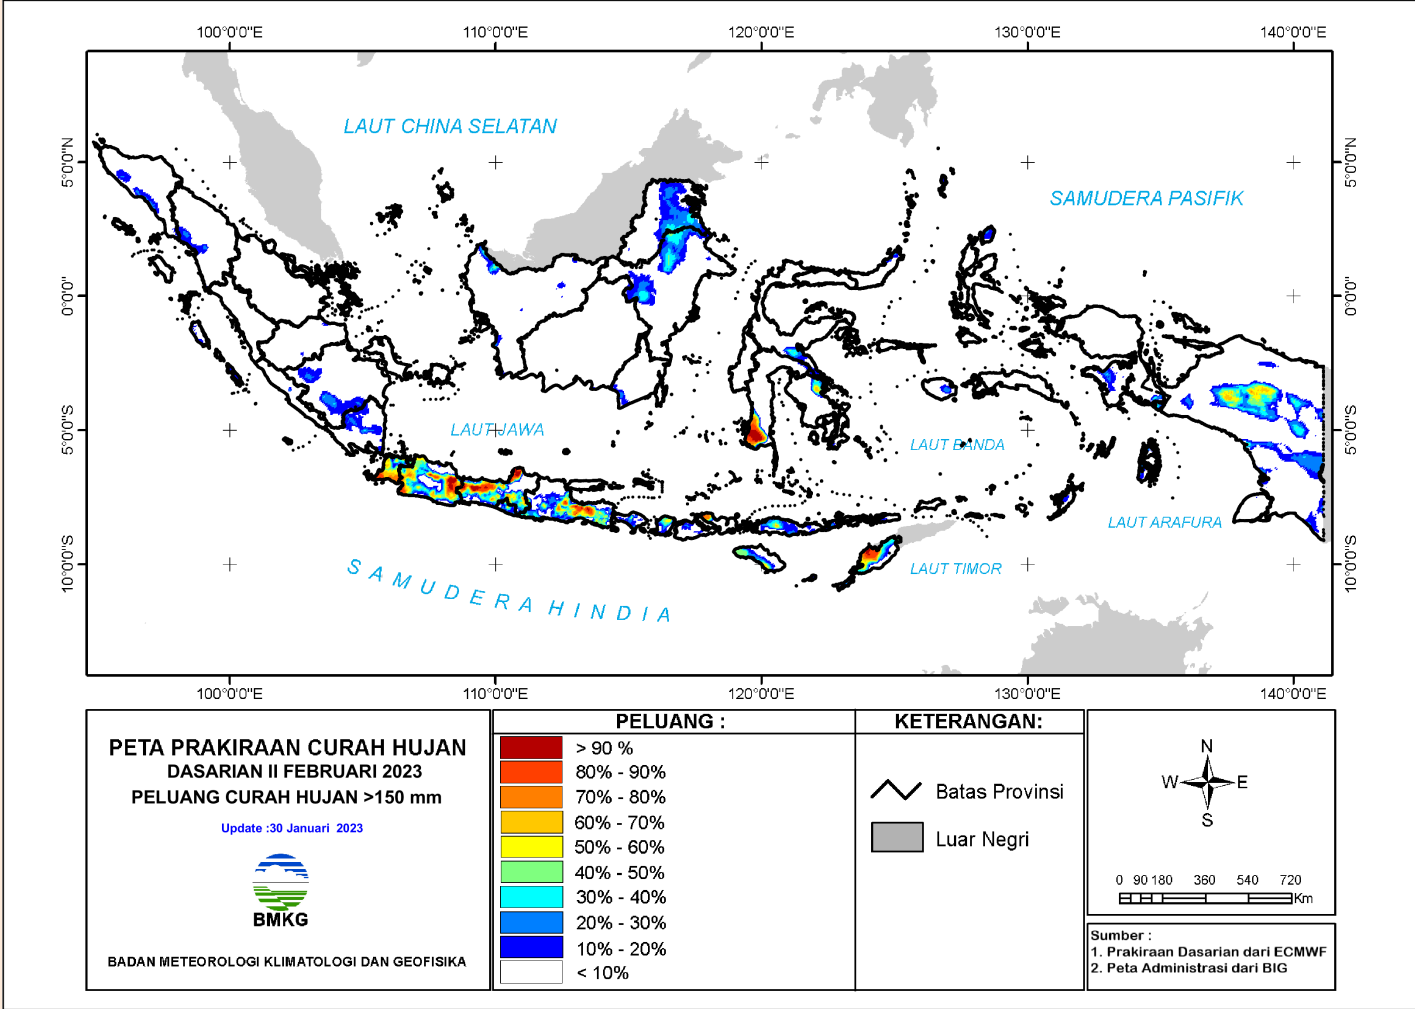 100°0'0"E 110°0'0"E 120°0'0"E 130°0'0"E 140°0'0"E
5°0'0"N 5°0'0"N
0°0'0" 0°0'0"
5°0'0"S 5°0'0"S
10°0'0"S 10°0'0"S
LAUT CHINA SELATAN
SAMUDERA PASIFIK
LAUT JAWA
LAUT BANDA
LAUT ARAFURA
LAUT TIMOR
SAMUDERA HINDIA
100°0'0"E 110°0'0"E 120°0'0"E 130°0'0"E 140°0'0"E
PETA PRAKIRAAN CURAH HUJAN
DASARIAN II FEBRUARI 2023
PELUANG CURAH HUJAN >150 mm
Update :30 Januari 2023
BMKG
BADAN METEOROLOGI KLIMATOLOGI DAN GEOFISIKA
PELUANG :
> 90 %
80% - 90%
70% - 80%
60% - 70%
50% - 60%
40% - 50%
30% - 40%
20% - 30%
10% - 20%
< 10%
KETERANGAN:
Batas Provinsi
Luar Negri
N
W E
S
0 90 180 360 540 720
Km
Sumber :
1. Prakiraan Dasarian dari ECMWF
2. Peta Administrasi dari BIG